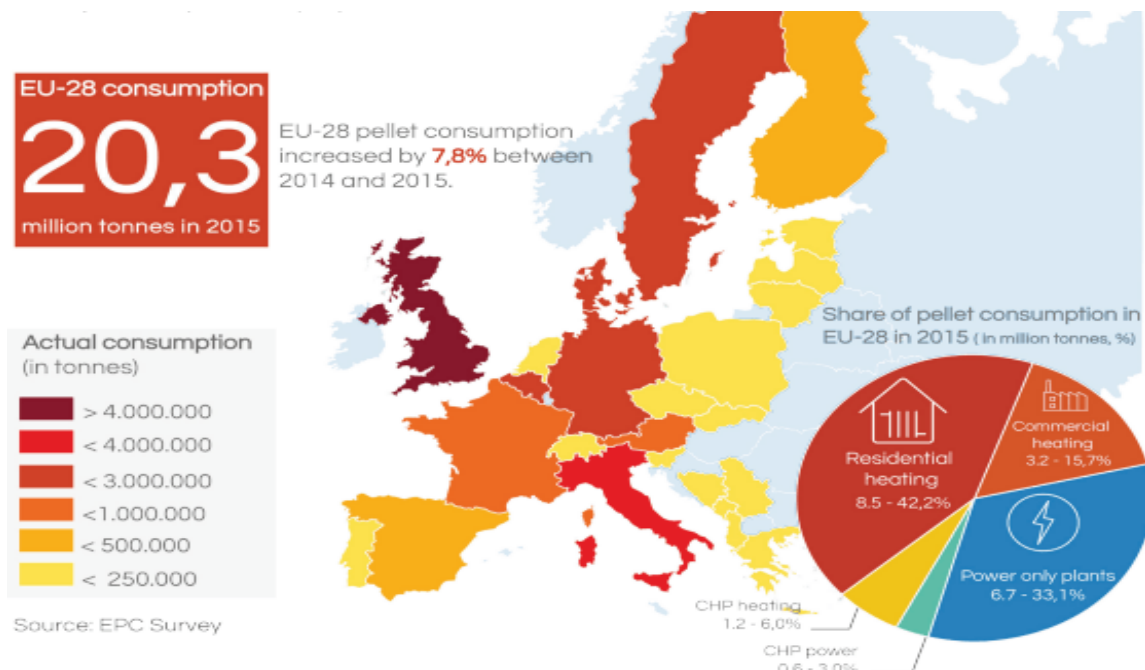 EU-28 consumption
20,3
million tonnes in 2015
EU-28 pellet consumption
increased by 7,8% between
2014 and 2015.
Actual consumption
(in tonnes)
> 4.000.000
< 4.000.000
< 3.000.000
<1.000.000
< 500.000
< 250.000
Source: EPC Survey
Share of pellet consumption in
EU-28 in 2015 ( in million tonnes, %)
Residential
heating
8.5 - 42,2%
Commercial
heating
3.2 - 15,7%
Power only plants
6.7 - 33,1%
CHP heating
1.2 - 6,0%
CHP power
0.6 - 3,0%